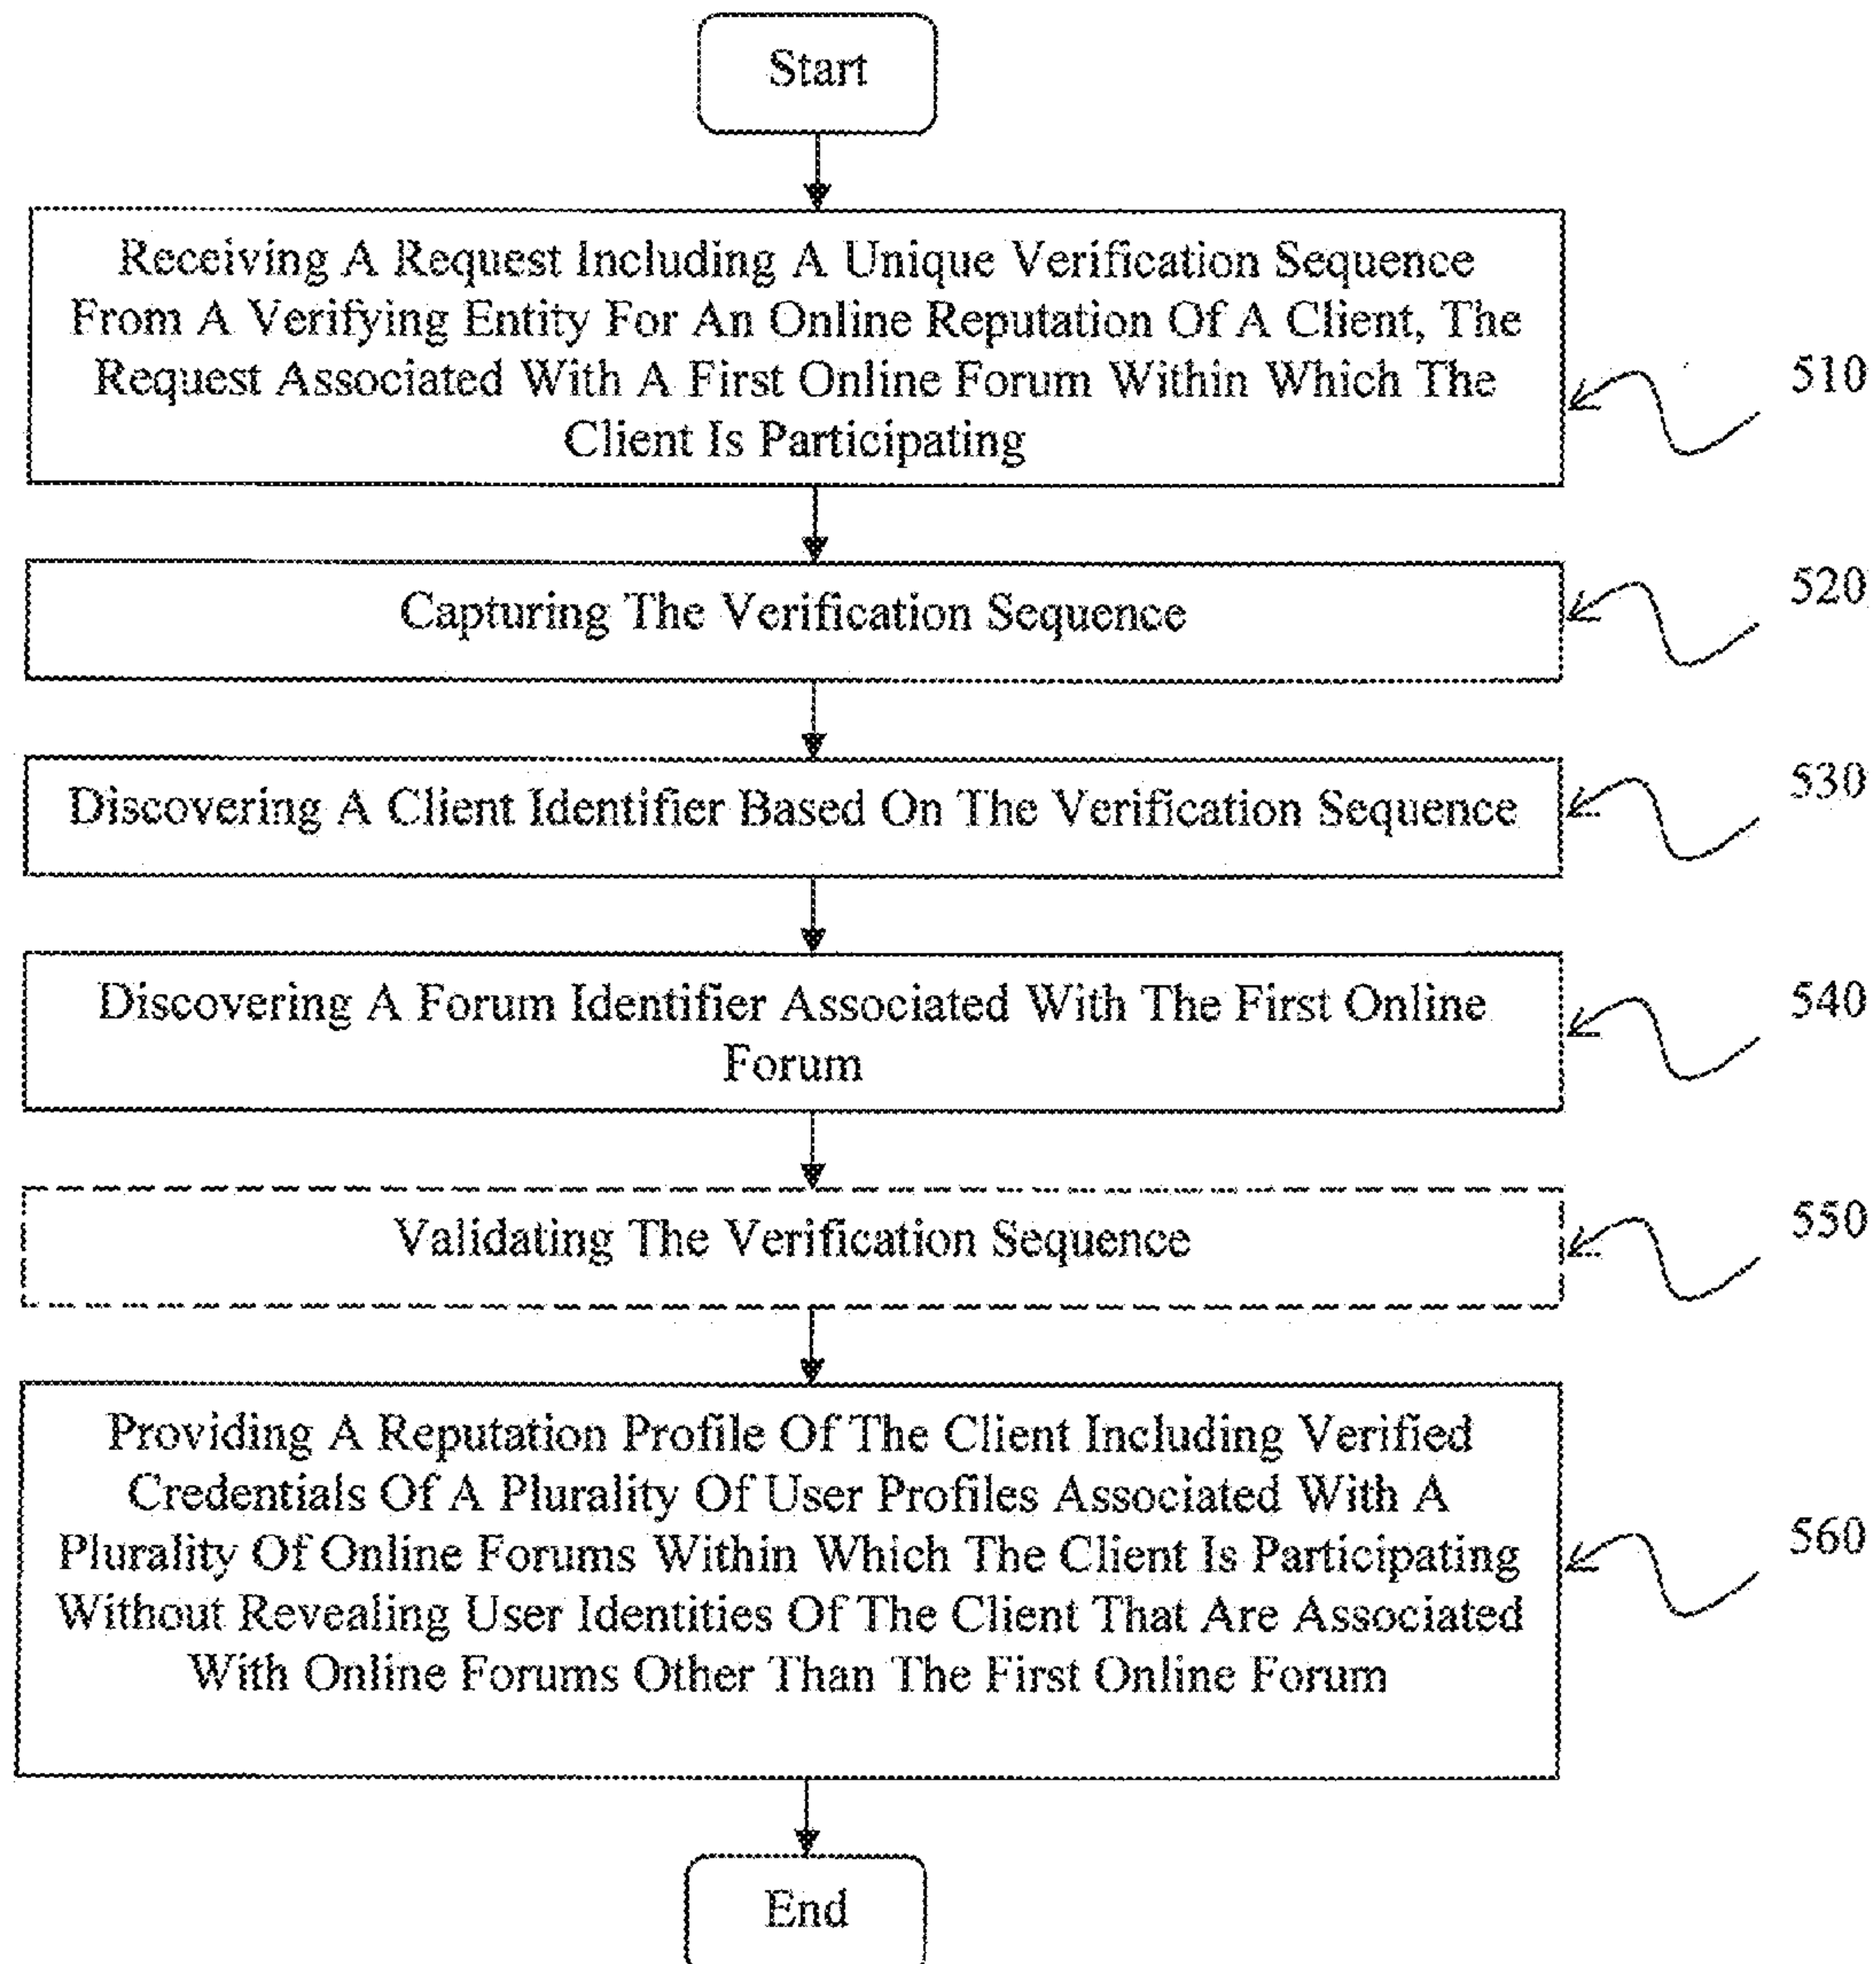 Start
Receiving A Request Including A Unique Verification Sequence
From A Verifying Entity For An Online Reputation Of A Client, The
Request Associated With A First Online Forum Within Which The
Client Is Participating
510
Capturing The Verification Sequence
520
Discovering A Client Identifier Based On The Verification Sequence
530
Discovering A Forum Identifier Associated With The First Online
Forum
540
Validating The Verification Sequence
550
Providing A Reputation Profile Of The Client Including Verified
Credentials Of A Plurality Of User Profiles Associated With A
Plurality Of Online Forums Within Which The Client Is Participating
Without Revealing User Identities Of The Client That Are Associated
With Online Forums Other Than The First Online Forum
560
End